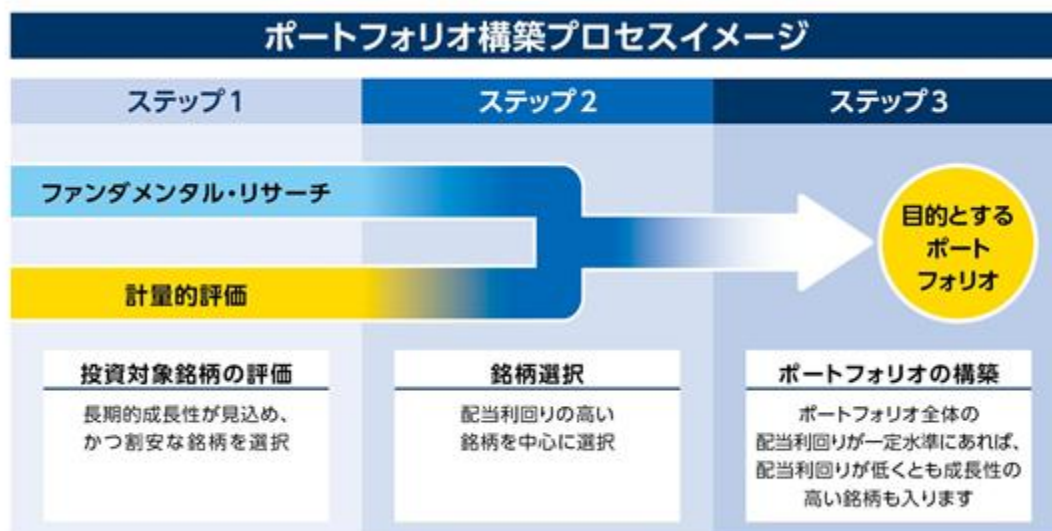 ポートフォリオ構築プロセスイメージ
ステップ1
ステップ2
ステップ3
ファンダメンタル・リサーチ
計量的評価
目的とする
ポート
フォリオ
投資対象銘柄の評価
長期的成長性が見込め、
かつ割安な銘柄を選択
銘柄選択
配当利回りの高い
銘柄を中心に選択
ポートフォリオの構築
ポートフォリオ全体の
配当利回りが一定水準にあれば、
配当利回りが低くとも成長性の
高い銘柄も入ります